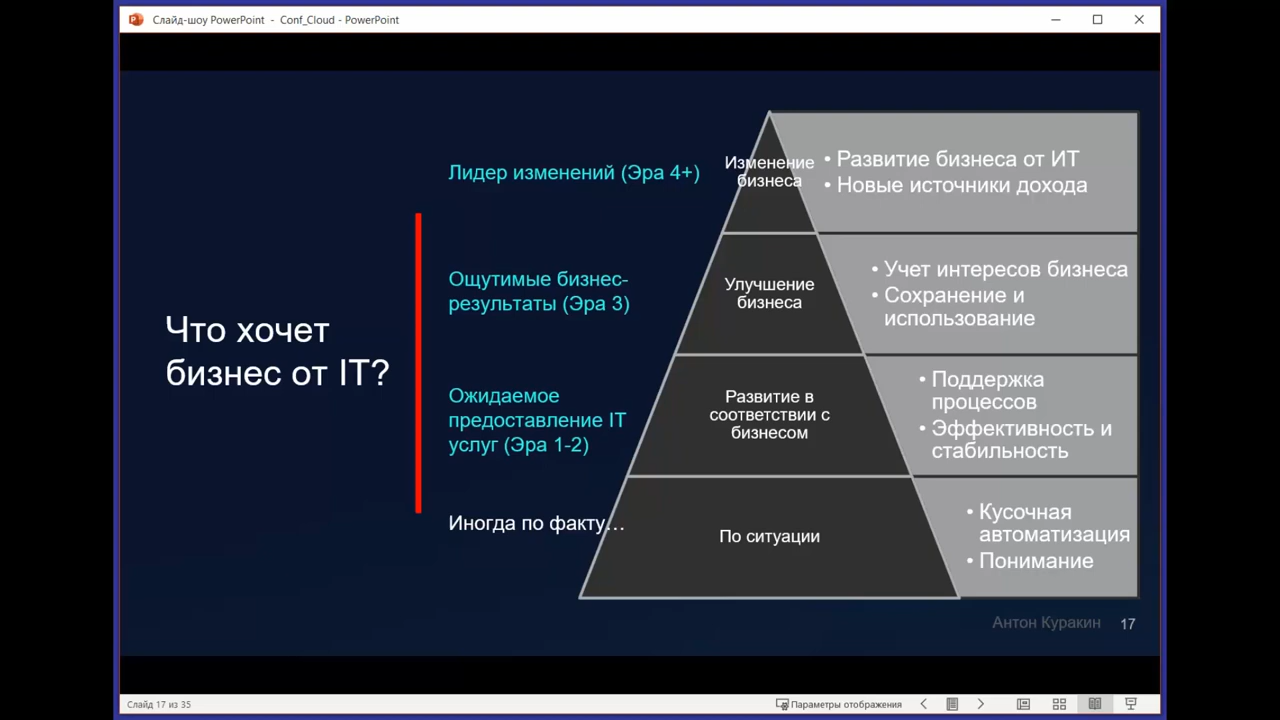 Слайд-шоу PowerPoint - Conf_Cloud - PowerPoint
Что хочет
бизнес от IT?
Лидер изменений (Эра 4+)
Изменение
бизнеса
• Развитие бизнеса от ИТ
• Новые источники дохода
Ощутимые бизнес-
результаты (Эра 3)
Улучшение
бизнеса
• Учет интересов бизнеса
• Сохранение и
использование
Ожидаемое
предоставление IT
услуг (Эра 1-2)
Развитие в
соответствии с
бизнесом
• Поддержка
процессов
• Эффективность и
стабильность
Иногда по факту…
По ситуации
• Кусочная
автоматизация
• Понимание
Антон Куракин 17
Слайд 17 из 35
Параметры отображения